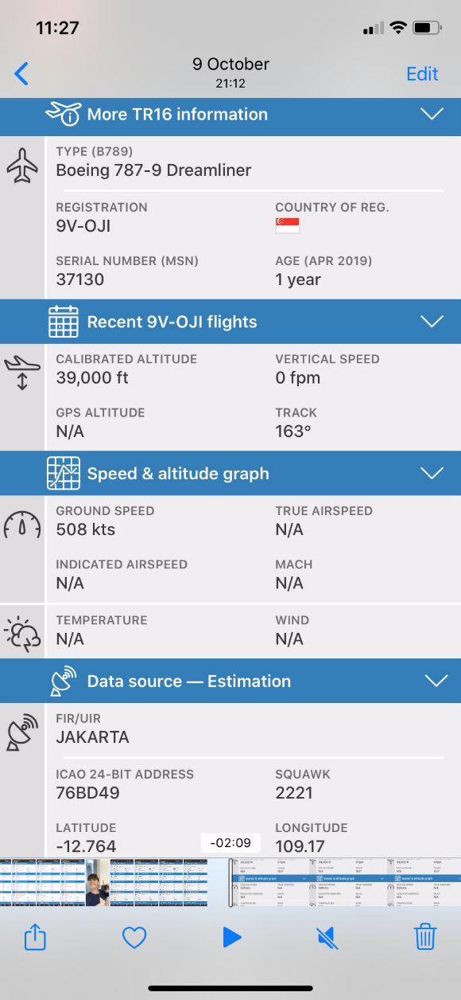 11:27
9 October
21:12
Edit
More TR16 information
TYPE (B789)
Boeing 787-9 Dreamliner
REGISTRATION COUNTRY OF REG.
9V-OJI
SERIAL NUMBER (MSN) AGE (APR 2019)
37130 1 year
Recent 9V-OJI flights
CALIBRATED ALTITUDE VERTICAL SPEED
39,000 ft 0 fpm
GPS ALTITUDE TRACK
N/A 163°
Speed & altitude graph
GROUND SPEED TRUE AIRSPEED
508 kts N/A
INDICATED AIRSPEED MACH
N/A N/A
TEMPERATURE WIND
N/A N/A
Data source — Estimation
FIR/UIR
JAKARTA
ICAO 24-BIT ADDRESS SQUAWK
76BD49 2221
LATITUDE LONGITUDE
-12.764 109.17
-02:09